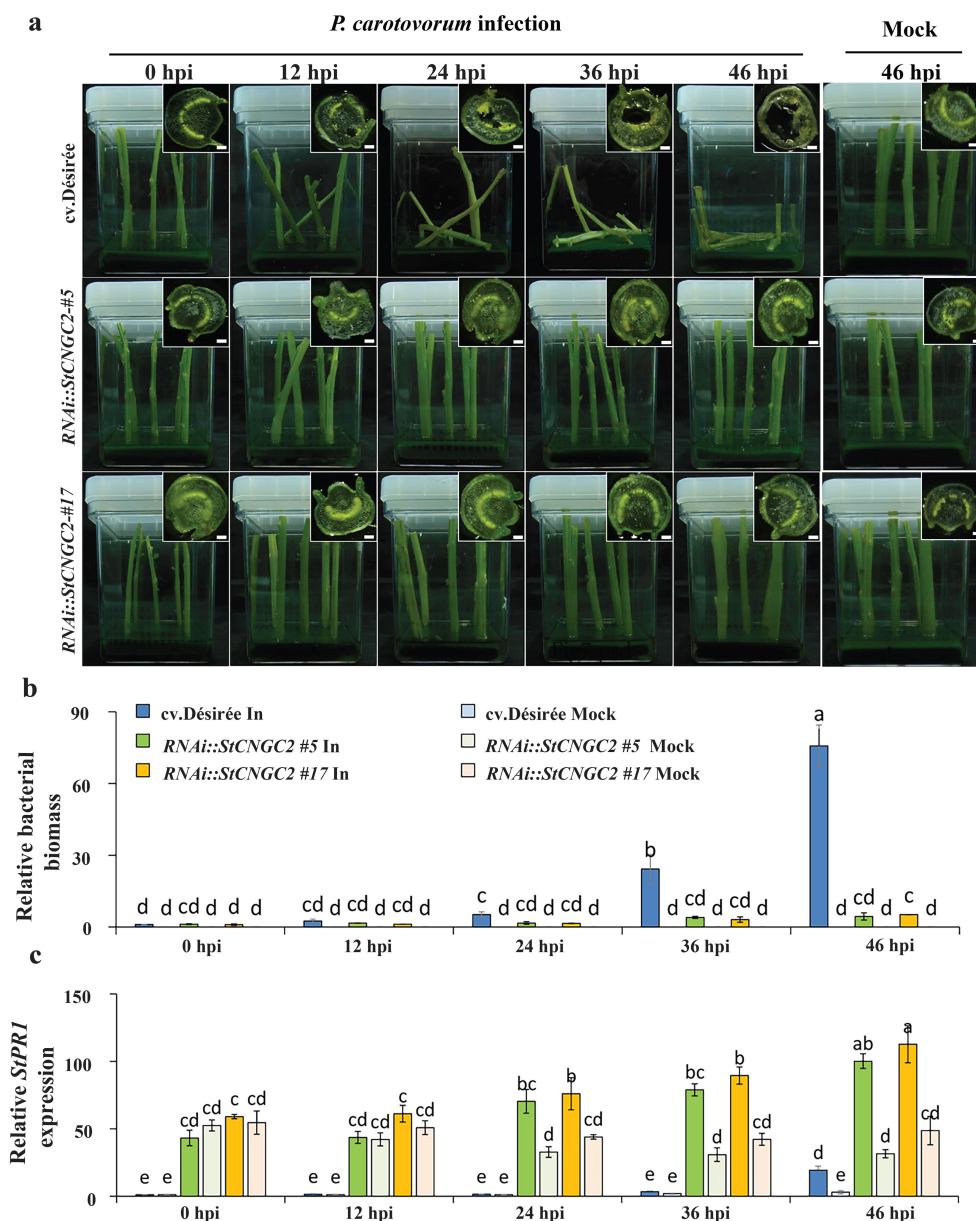 a
P. carotovorum infection
Mock
0 hpi 12 hpi 24 hpi 36 hpi 46 hpi 46 hpi
cv.Désirée
RNAi::StCNGC2-#5
RNAi::StCNGC2-#17
b
Relative bacterial biomass
90
60
30
0
cv.Désirée In
cv.Désirée Mock
RNAi::StCNGC2 #5 In
RNAi::StCNGC2 #5 Mock
RNAi::StCNGC2 #17 In
RNAi::StCNGC2 #17 Mock
d d cd d d d
cd d cd d cd d
c d cd d cd d
b d cd d cd d
a d cd d c d
0 hpi 12 hpi 24 hpi 36 hpi 46 hpi
c
Relative StPR1 expression
150
100
50
0
e e cd cd c cd
e e cd cd c cd
e e bc d b cd
e e bc d b cd
d e ab d a cd
0 hpi 12 hpi 24 hpi 36 hpi 46 hpi